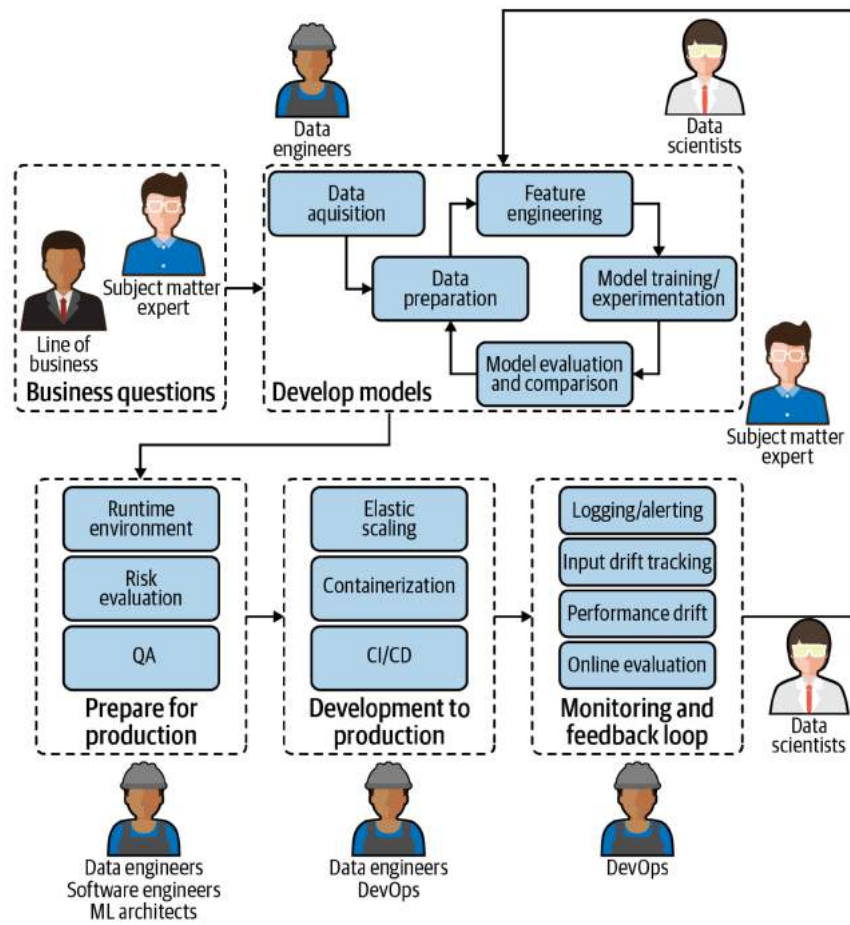 Data
engineers
Data
scientists
Subject matter
expert
Line of
business
Business questions
Data
aquisition
Feature
engineering
Data
preparation
Model training/
experimentation
Model evaluation
and comparison
Develop models
Subject matter
expert
Runtime
environment
Risk
evaluation
QA
Prepare for
production
Elastic
scaling
Containerization
CI/CD
Development to
production
Logging/alerting
Input drift tracking
Performance drift
Online evaluation
Monitoring and
feedback loop
Data
scientists
Data engineers
Software engineers
ML architects
Data engineers
DevOps
DevOps